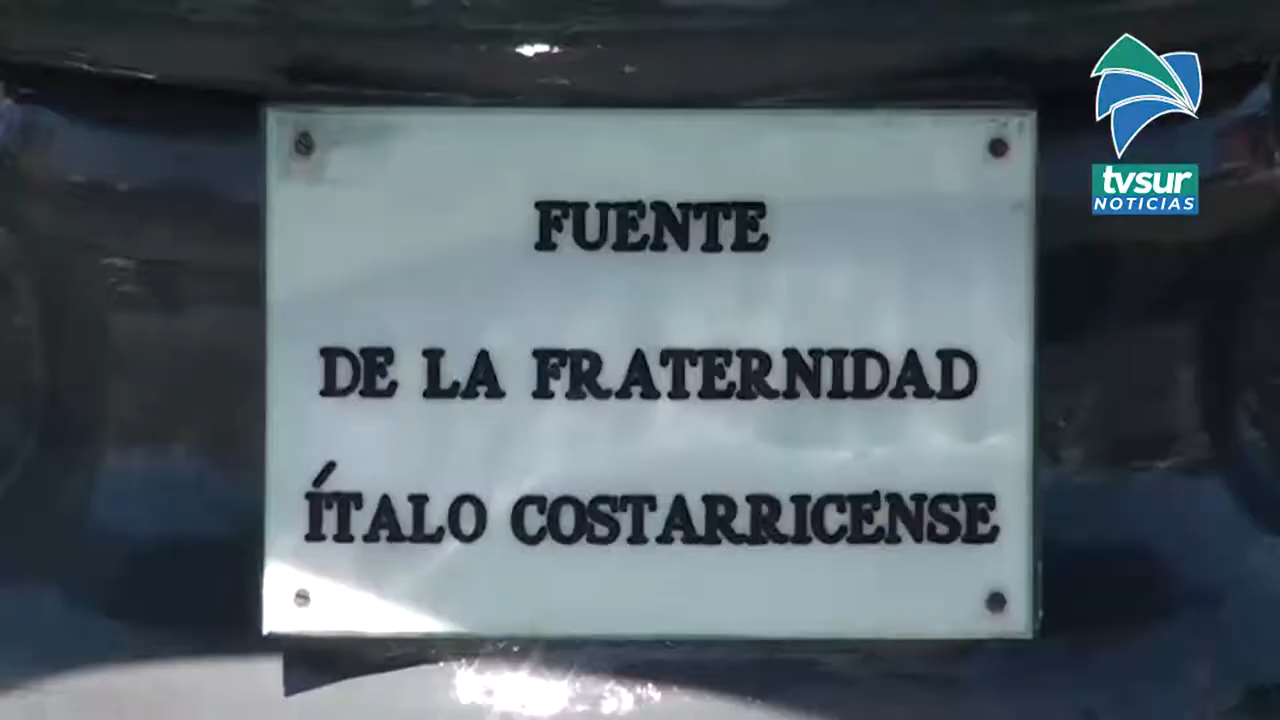 FUENTE
DE LA FRATERNIDAD
ÍTALO COSTARRICENSE
tvsur
NOTICIAS